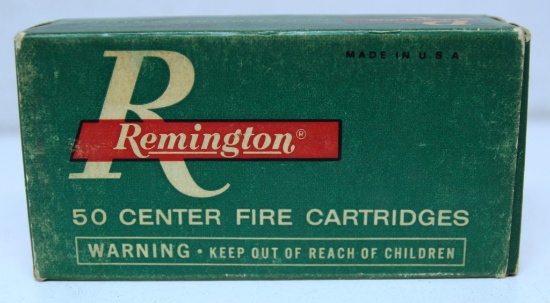 MADE IN U.S A
R
Remington®
50 CENTER FIRE CARTRIDGES
WARNING • KEEP OUT OF REACH OF CHILDREN